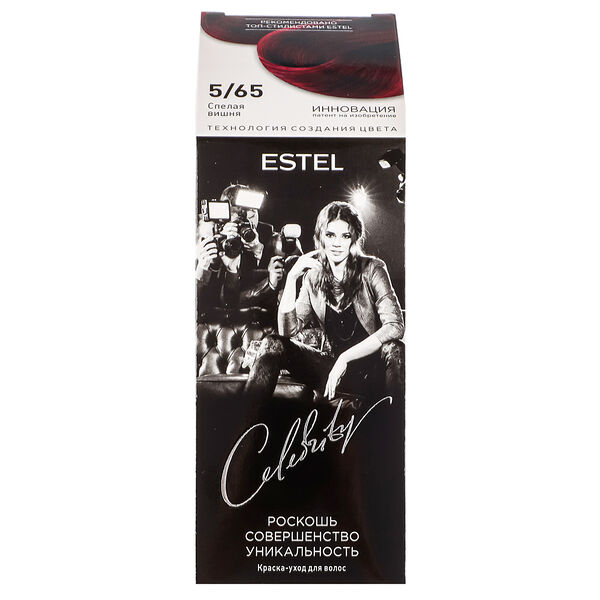 РЕКОМЕНДОВАНО
ТОП-СТИЛИСТАМИ ESTEL
5/65
Спелая
вишня
ИННОВАЦИЯ
патент на изобретение
ТЕХНОЛОГИЯ СОЗДАНИЯ ЦВЕТА
ESTEL
Celebrity
РОСКОШЬ
СОВЕРШЕНСТВО
УНИКАЛЬНОСТЬ
Краска-уход для волос